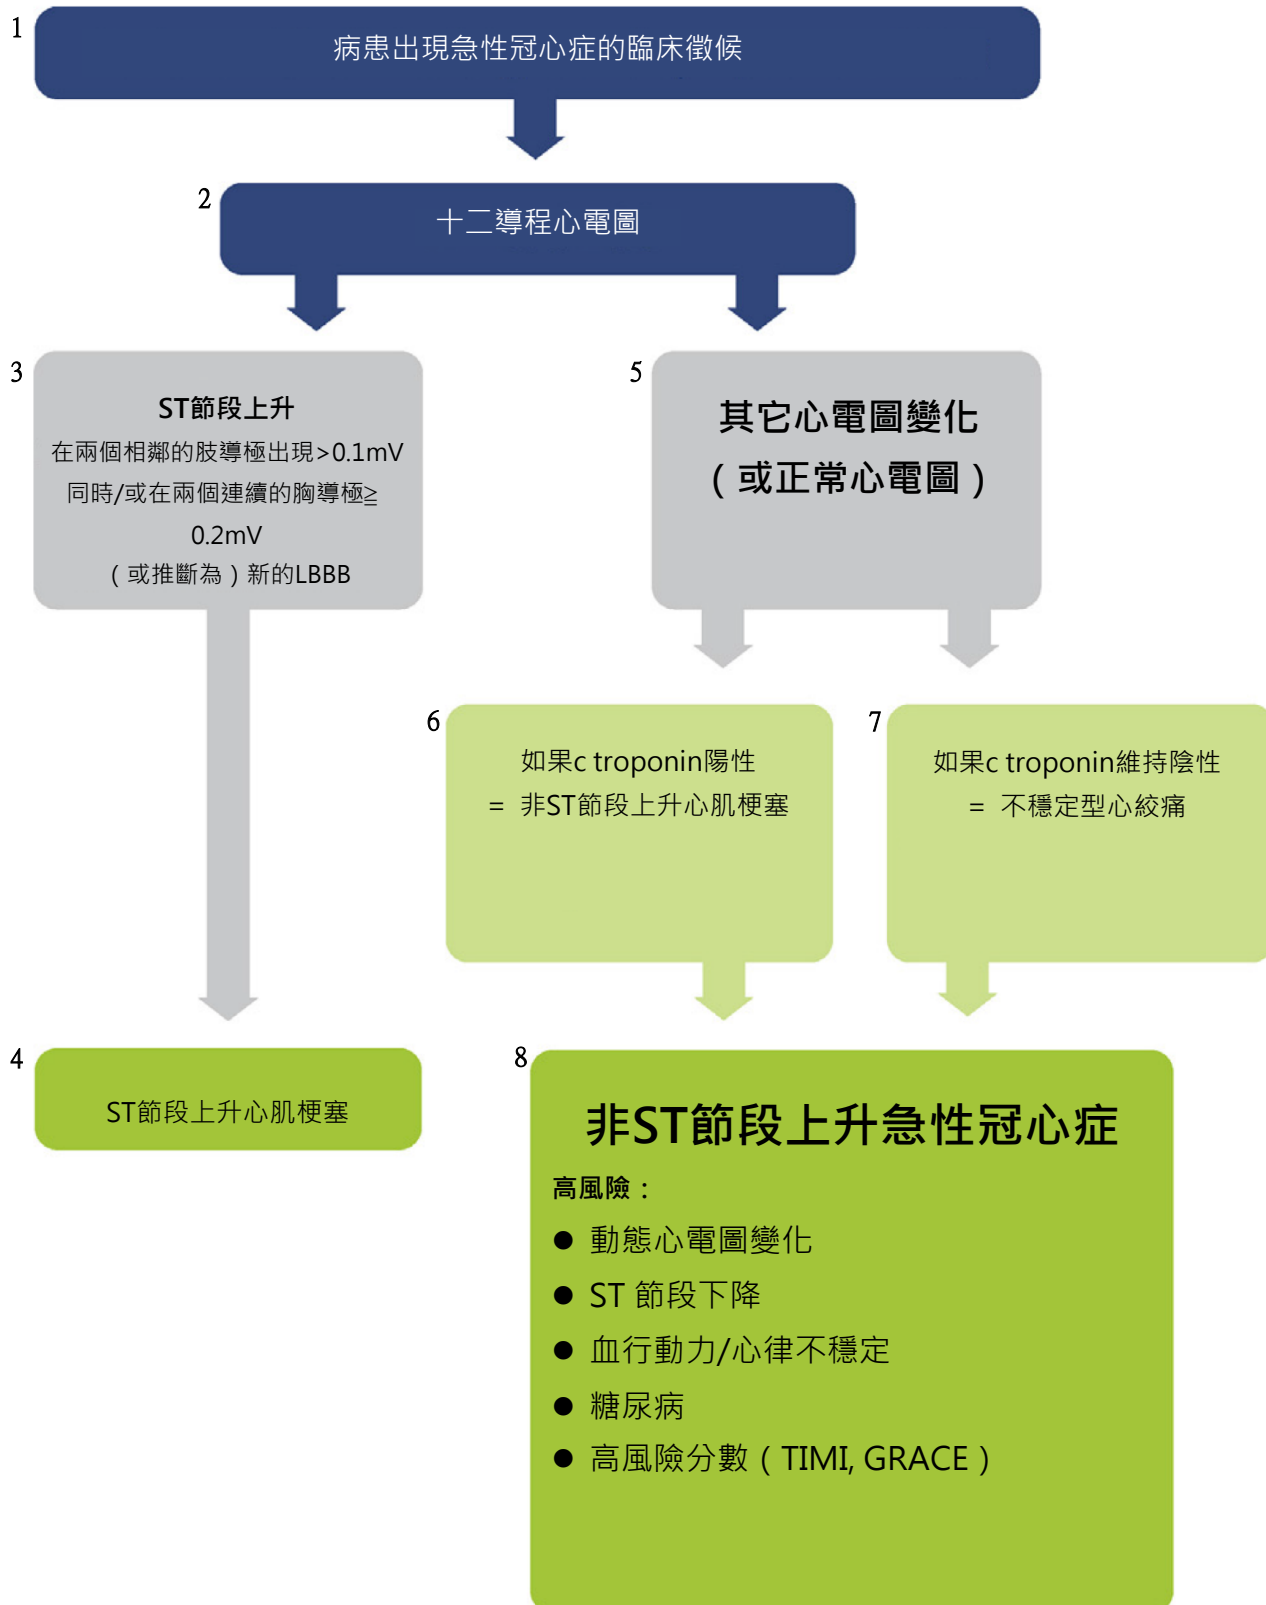 1
病患出現急性冠心症的臨床徵候
2
十二導程心電圖
3
ST節段上升
在兩個相鄰的肢導極出現>0.1mV
同時/或在兩個連續的胸導極≧
0.2mV
（或推斷為）新的LBBB
5
其它心電圖變化
（或正常心電圖）
6
如果c troponin陽性
= 非ST節段上升心肌梗塞
7
如果c troponin維持陰性
= 不穩定型心絞痛
4
ST節段上升心肌梗塞
8
非ST節段上升急性冠心症
高風險：
● 動態心電圖變化
● ST 節段下降
● 血行動力/心律不穩定
● 糖尿病
● 高風險分數（TIMI, GRACE）